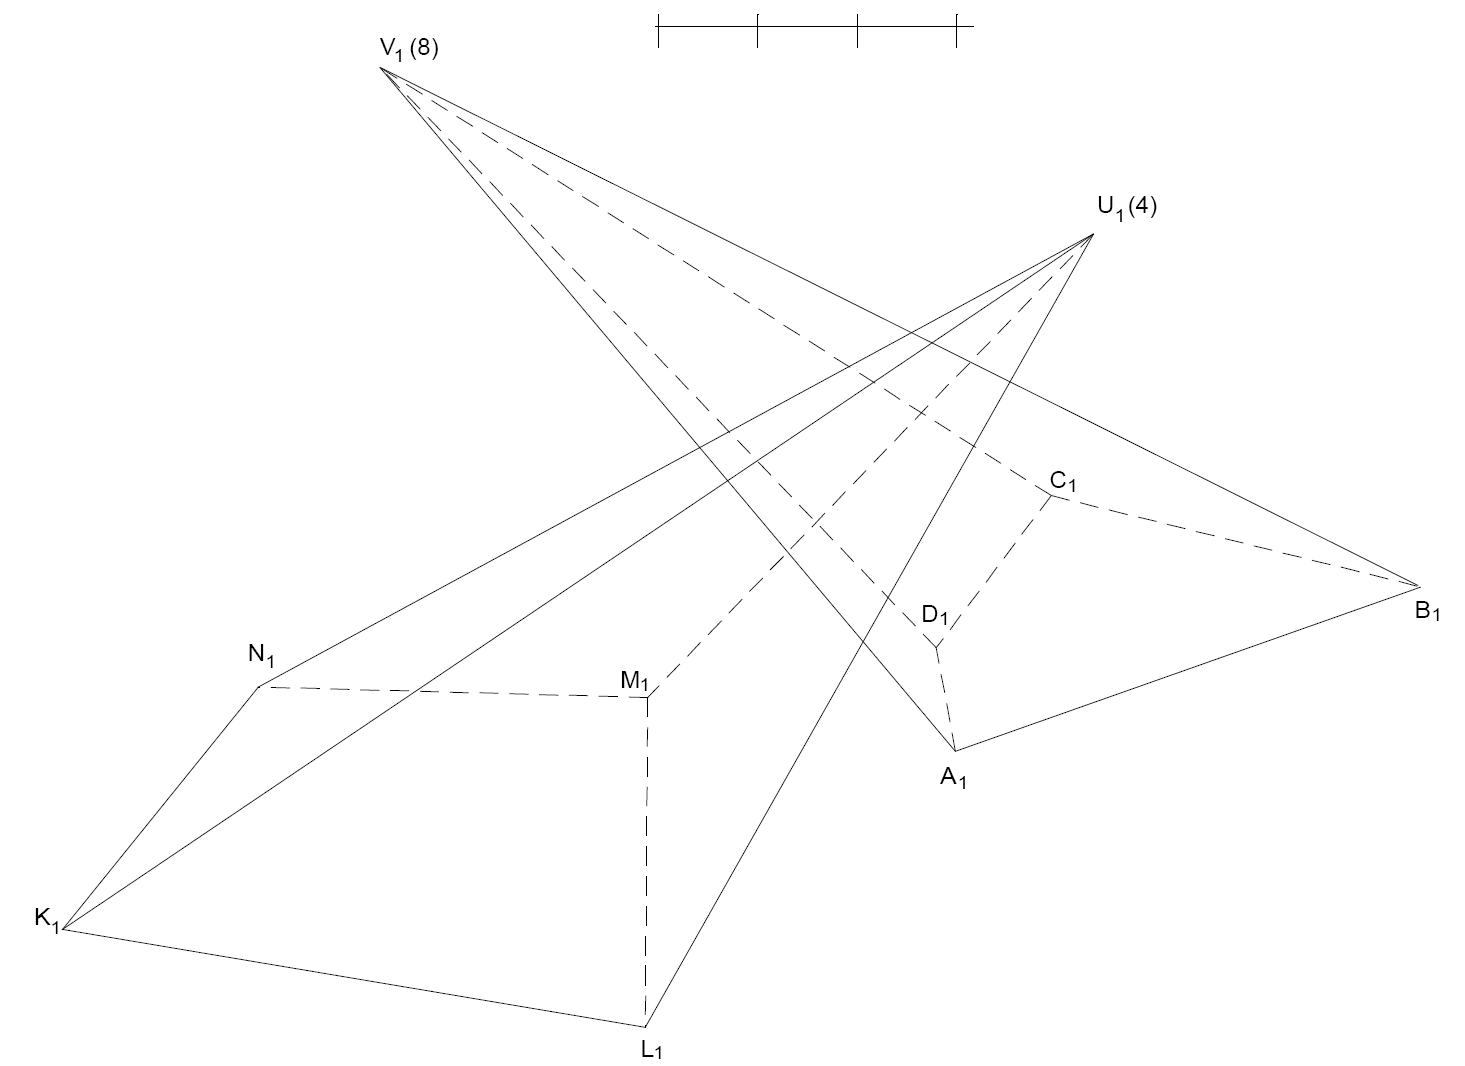 V₁ (8)
U₁ (4)
C₁
D₁
B₁
N₁
M₁
A₁
K₁
L₁